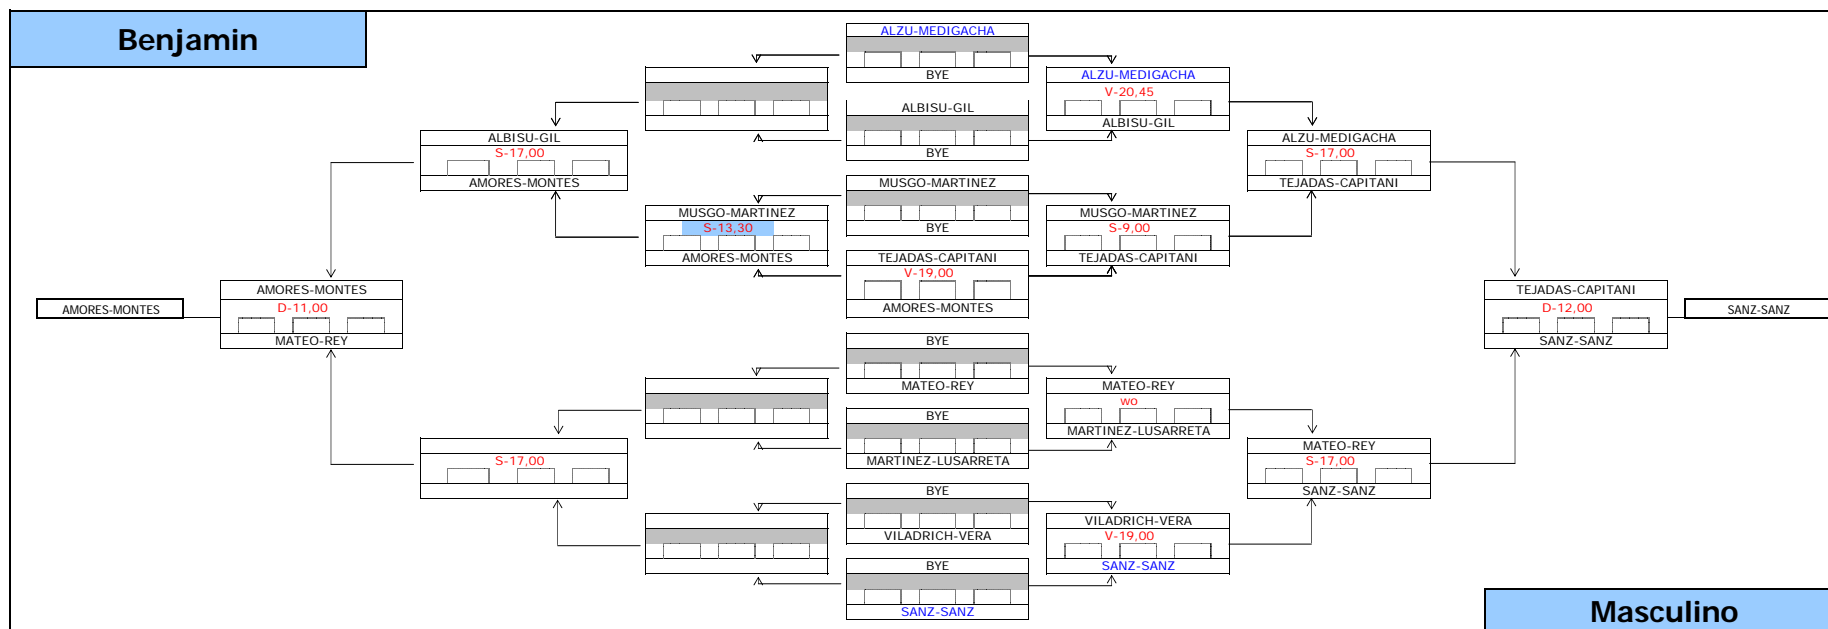 Benjamin
ALZU-MEDIGACHA
BYE
ALZU-MEDIGACHA
V-20,45
ALBISU-GIL
ALBISU-GIL
BYE
ALBISU-GIL
S-17,00
AMORES-MONTES
ALZU-MEDIGACHA
S-17,00
TEJADAS-CAPITANI
MUSGO-MARTINEZ
BYE
MUSGO-MARTINEZ
S-13,30
AMORES-MONTES
MUSGO-MARTINEZ
S-9,00
TEJADAS-CAPITANI
TEJADAS-CAPITANI
V-19,00
AMORES-MONTES
AMORES-MONTES
AMORES-MONTES
D-11,00
MATEO-REY
TEJADAS-CAPITANI
D-12,00
SANZ-SANZ
SANZ-SANZ
BYE
MATEO-REY
MATEO-REY
wo
MARTINEZ-LUSARRETA
BYE
MARTINEZ-LUSARRETA
S-17,00
MATEO-REY
S-17,00
SANZ-SANZ
BYE
VILADRICH-VERA
VILADRICH-VERA
V-19,00
SANZ-SANZ
BYE
SANZ-SANZ
Masculino